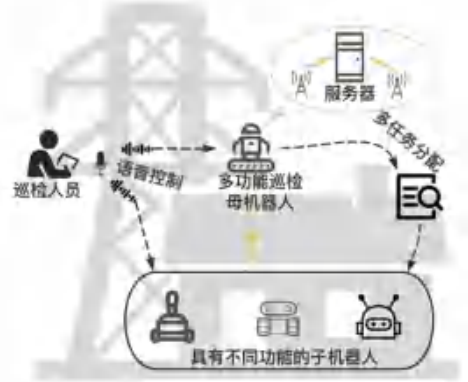 服务器
多任务分配
语音控制
巡检人员
多功能巡检
母机器人
具有不同功能的子机器人